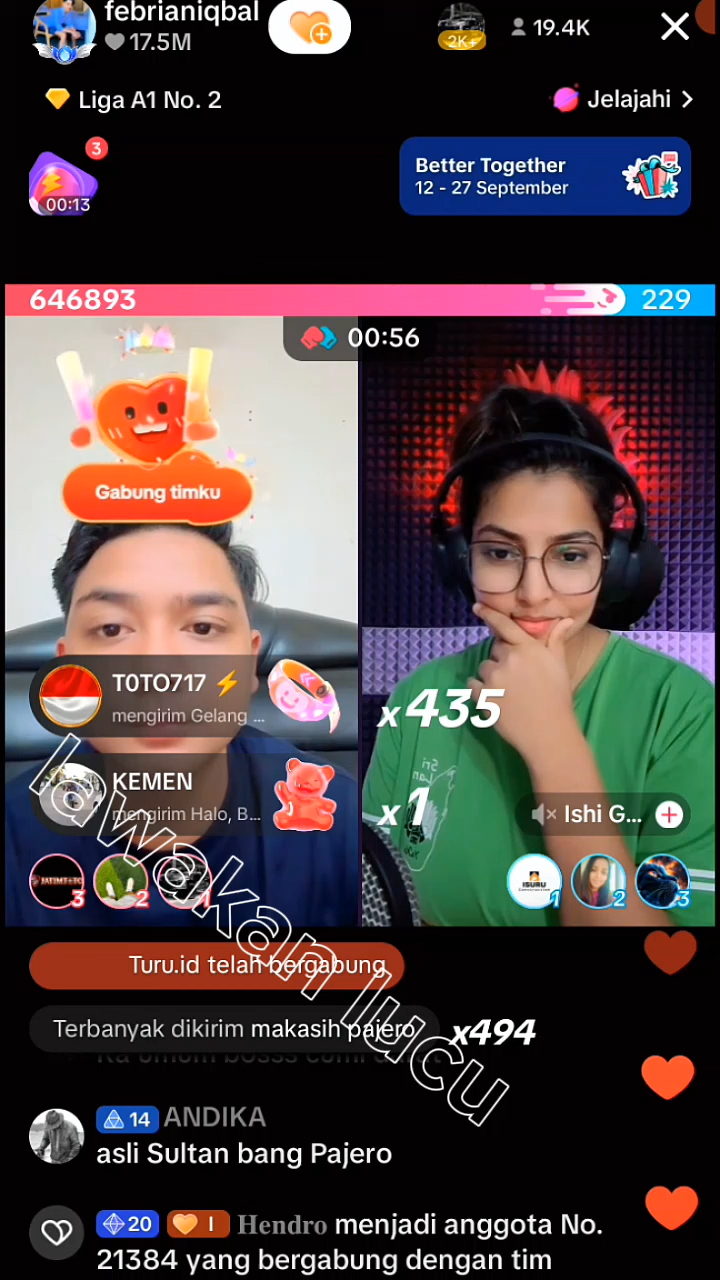 febrianiqbal
17.5M
2K+
19.4K
Liga A1 No. 2
Jelajahi
3
00:13
Better Together
12 - 27 September
646893
229
00:56
Gabung timku
T0TO717
mengirim Gelang ...
x435
KEMEN
mengirim Halo, B...
x1
Ishi G...
3
2
1
ISURU
1
2
3
lawakan lucu
Turu.id telah bergabung
Terbanyak dikirim makasih pajero
x494
14 ANDIKA
asli Sultan bang Pajero
20 I Hendro menjadi anggota No.
21384 yang bergabung dengan tim